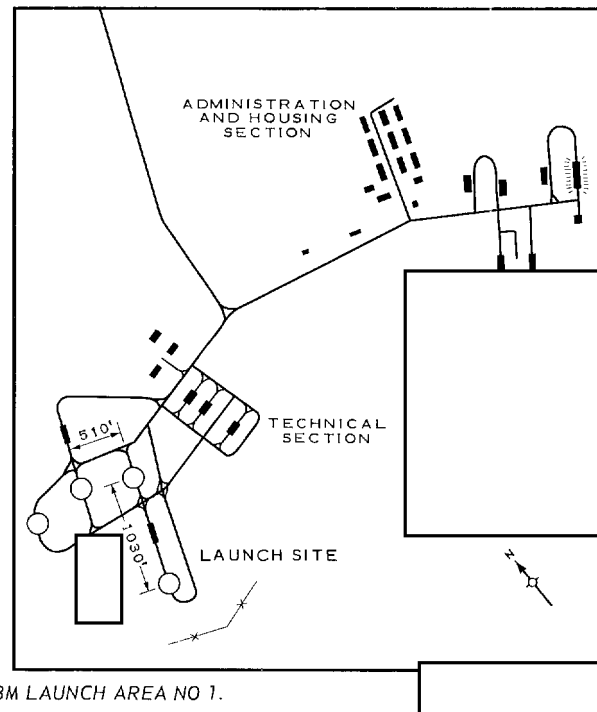 ADMINISTRATION
AND HOUSING
SECTION
510'
TECHNICAL
SECTION
1030'
LAUNCH SITE
N
BM LAUNCH AREA NO 1.